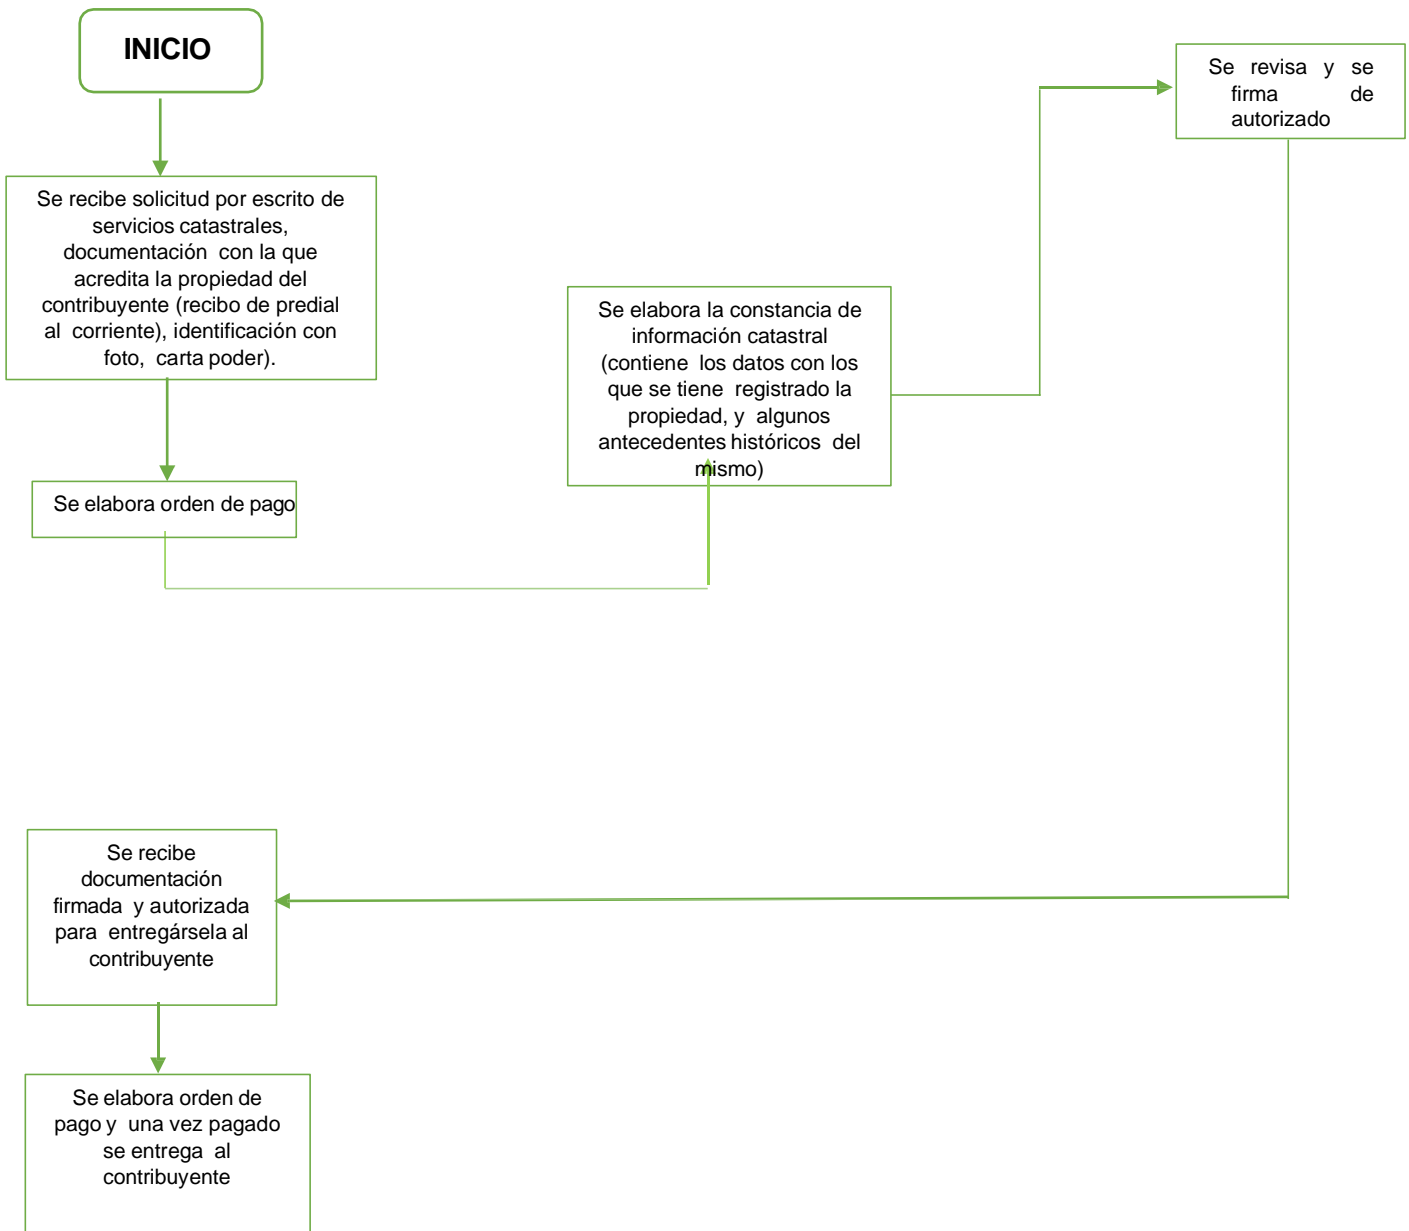 INICIO
Se recibe solicitud por escrito de
servicios catastrales,
documentación con la que
acredita la propiedad del
contribuyente (recibo de predial
al corriente), identificación con
foto, carta poder).
Se elabora orden de pago
Se elabora la constancia de
información catastral
(contiene los datos con los
que se tiene registrado la
propiedad, y algunos
antecedentes históricos del
mismo)
Se revisa y se
firma de
autorizado
Se recibe
documentación
firmada y autorizada
para entregársela al
contribuyente
Se elabora orden de
pago y una vez pagado
se entrega al
contribuyente